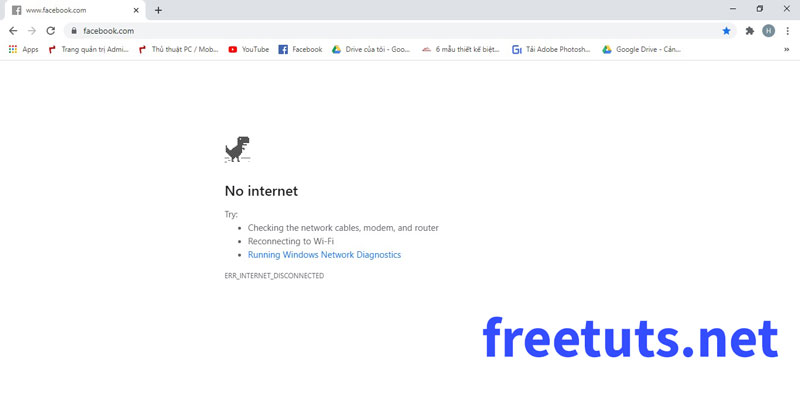 www.facebook.com
facebook.com
H
Apps Trang quản trị Admi... Thủ thuật PC / Mob... YouTube Facebook Drive của tôi - Goo... 6 mẫu thiết kế biệt... Tải Adobe Photosh... Google Drive - Cản... »
No internet
Try:
• Checking the network cables, modem, and router
• Reconnecting to Wi-Fi
• Running Windows Network Diagnostics
ERR_INTERNET_DISCONNECTED
freetuts.net